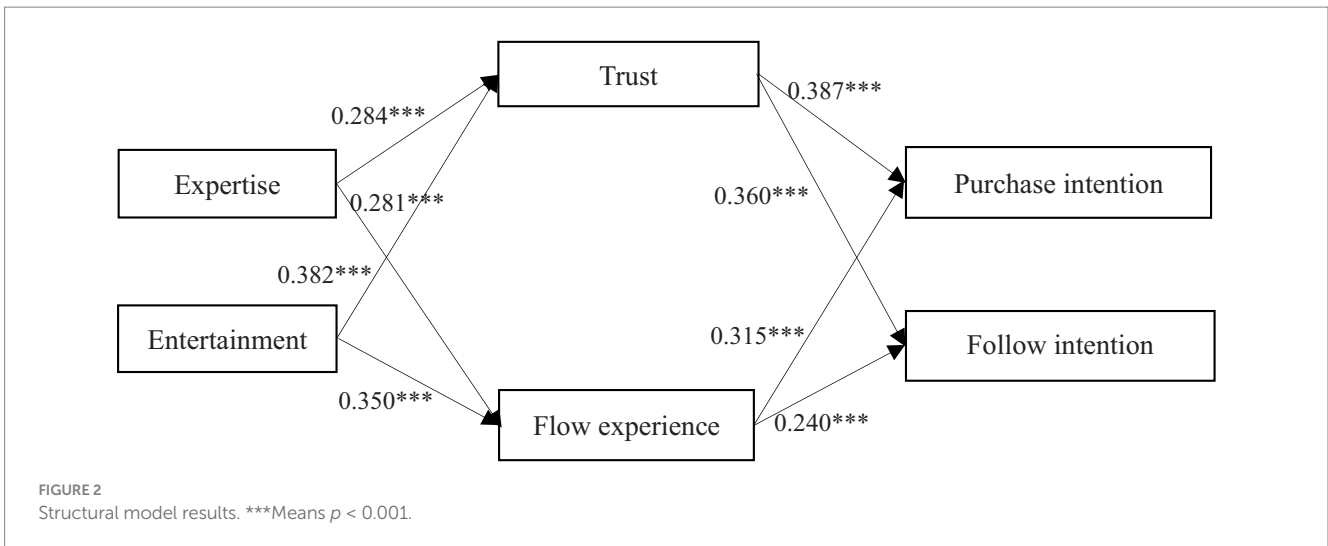 Trust
0.387***
0.284***
Expertise
Purchase intention
0.281***
0.360***
0.382***
Entertainment
0.315***
Follow intention
0.350***
Flow experience
0.240***
FIGURE 2
Structural model results. ***Means p < 0.001.